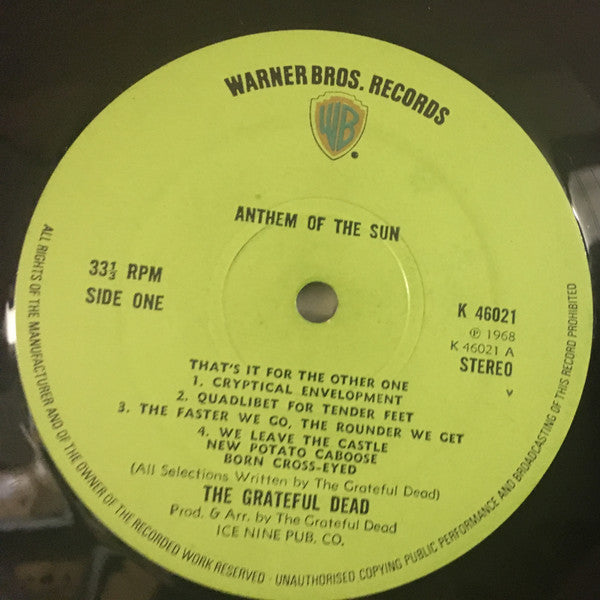 WARNER BROS. RECORDS
WB
ANTHEM OF THE SUN
33⅓ RPM
SIDE ONE
K 46021
℗ 1968
K 46021 A
STEREO
THAT'S IT FOR THE OTHER ONE
1. CRYPTICAL ENVELOPMENT
2. QUADLIBET FOR TENDER FEET
3. THE FASTER WE GO, THE ROUNDER WE GET
4. WE LEAVE THE CASTLE
NEW POTATO CABOOSE
BORN CROSS-EYED
(All Selections Written by The Grateful Dead)
THE GRATEFUL DEAD
Prod. & Arr. by The Grateful Dead
ICE NINE PUB. CO.
ALL RIGHTS OF THE MANUFACTURER AND OF THE OWNER OF THE RECORDED WORK RESERVED · UNAUTHORISED COPYING PUBLIC PERFORMANCE AND BROADCASTING OF THIS RECORD PROHIBITED